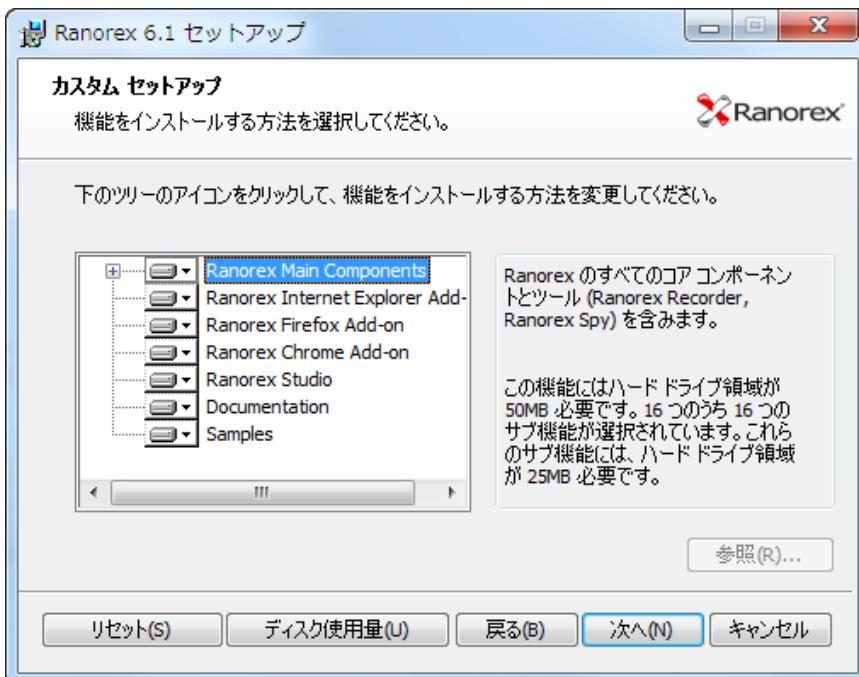 Ranorex 6.1 セットアップ
カスタム セットアップ
機能をインストールする方法を選択してください。
Ranorex
下のツリーのアイコンをクリックして、機能をインストールする方法を変更してください。
Ranorex Main Components
Ranorex Internet Explorer Add-
Ranorex Firefox Add-on
Ranorex Chrome Add-on
Ranorex Studio
Documentation
Samples
Ranorex のすべてのコア コンポーネン
トとツール (Ranorex Recorder,
Ranorex Spy) を含みます。
この機能にはハード ドライブ領域が
50MB 必要です。16 つのうち 16 つの
サブ機能が選択されています。これら
のサブ機能には、ハード ドライブ領域
が 25MB 必要です。
参照(R)...
リセット(S)
ディスク使用量(U)
戻る(B)
次へ(N)
キャンセル